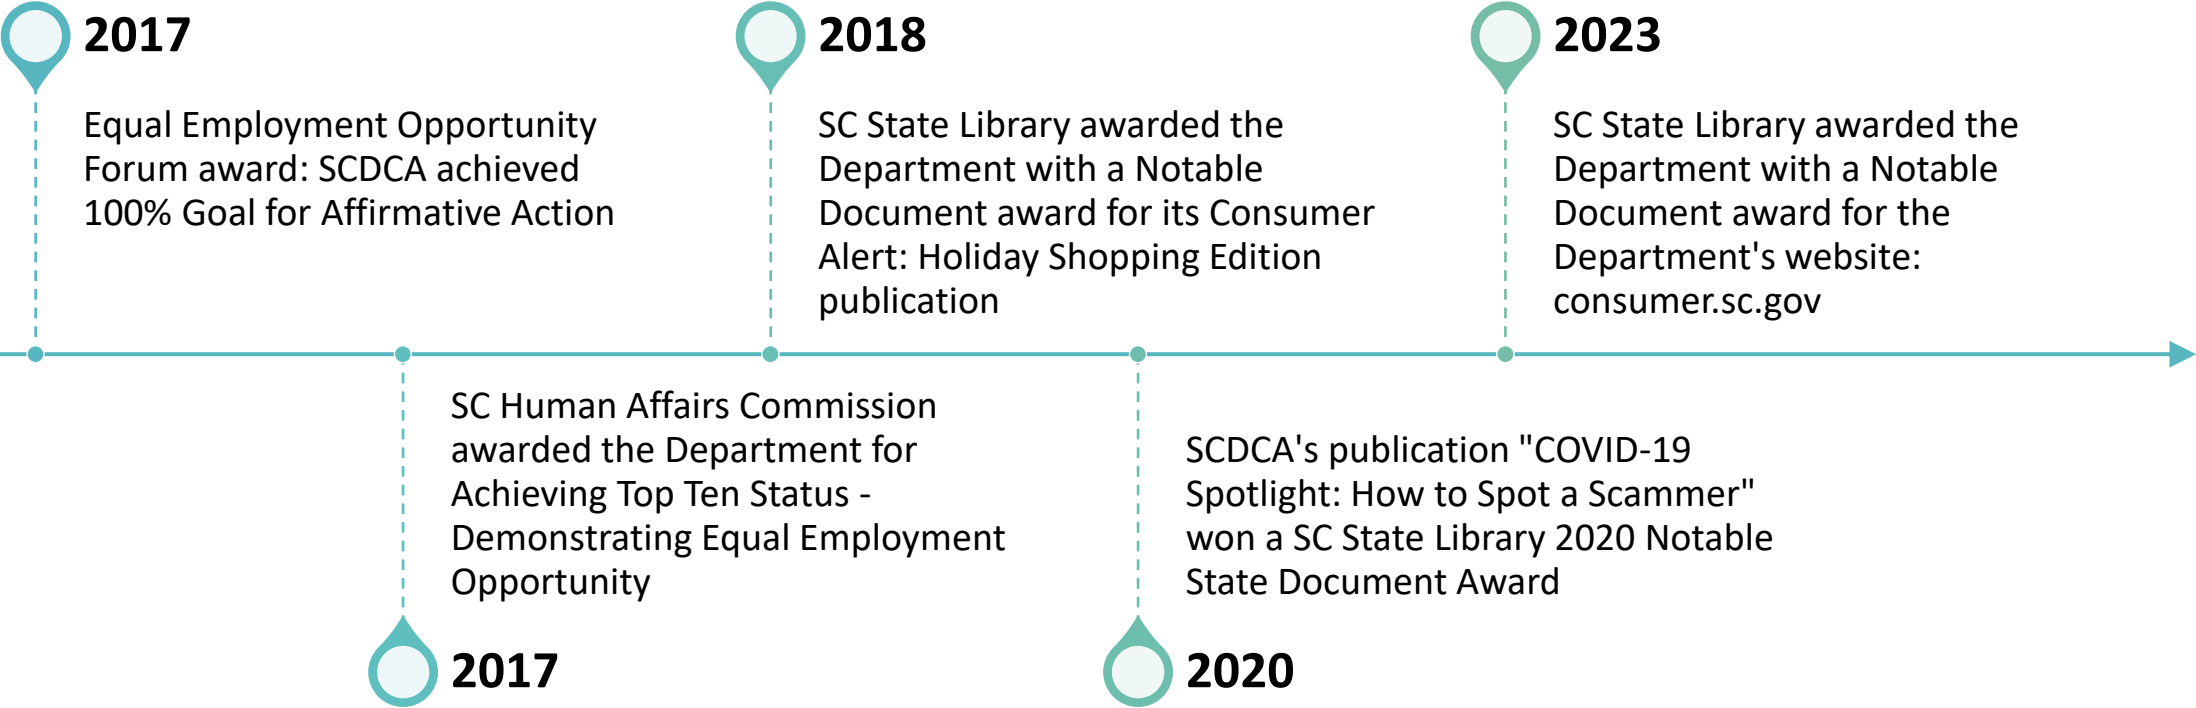 2017
Equal Employment Opportunity
Forum award: SCDCA achieved
100% Goal for Affirmative Action
SC Human Affairs Commission
awarded the Department for
Achieving Top Ten Status -
Demonstrating Equal Employment
Opportunity
2017
2018
SC State Library awarded the
Department with a Notable
Document award for its Consumer
Alert: Holiday Shopping Edition
publication
SCDCA's publication "COVID-19
Spotlight: How to Spot a Scammer"
won a SC State Library 2020 Notable
State Document Award
2020
2023
SC State Library awarded the
Department with a Notable
Document award for the
Department's website:
consumer.sc.gov